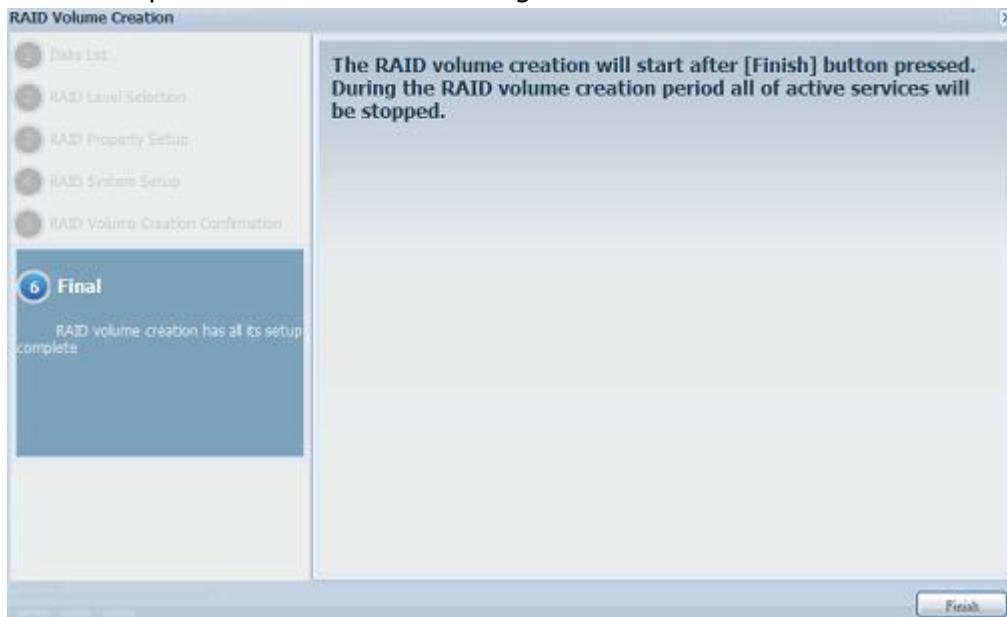 RAID Volume Creation
Disks List
RAID Level Selection
RAID Property Setup
RAID System Setup
RAID Volume Creation Confirmation
6 Final
RAID volume creation has all its setup
complete
The RAID volume creation will start after [Finish] button pressed.
During the RAID volume creation period all of active services will
be stopped.
Finish